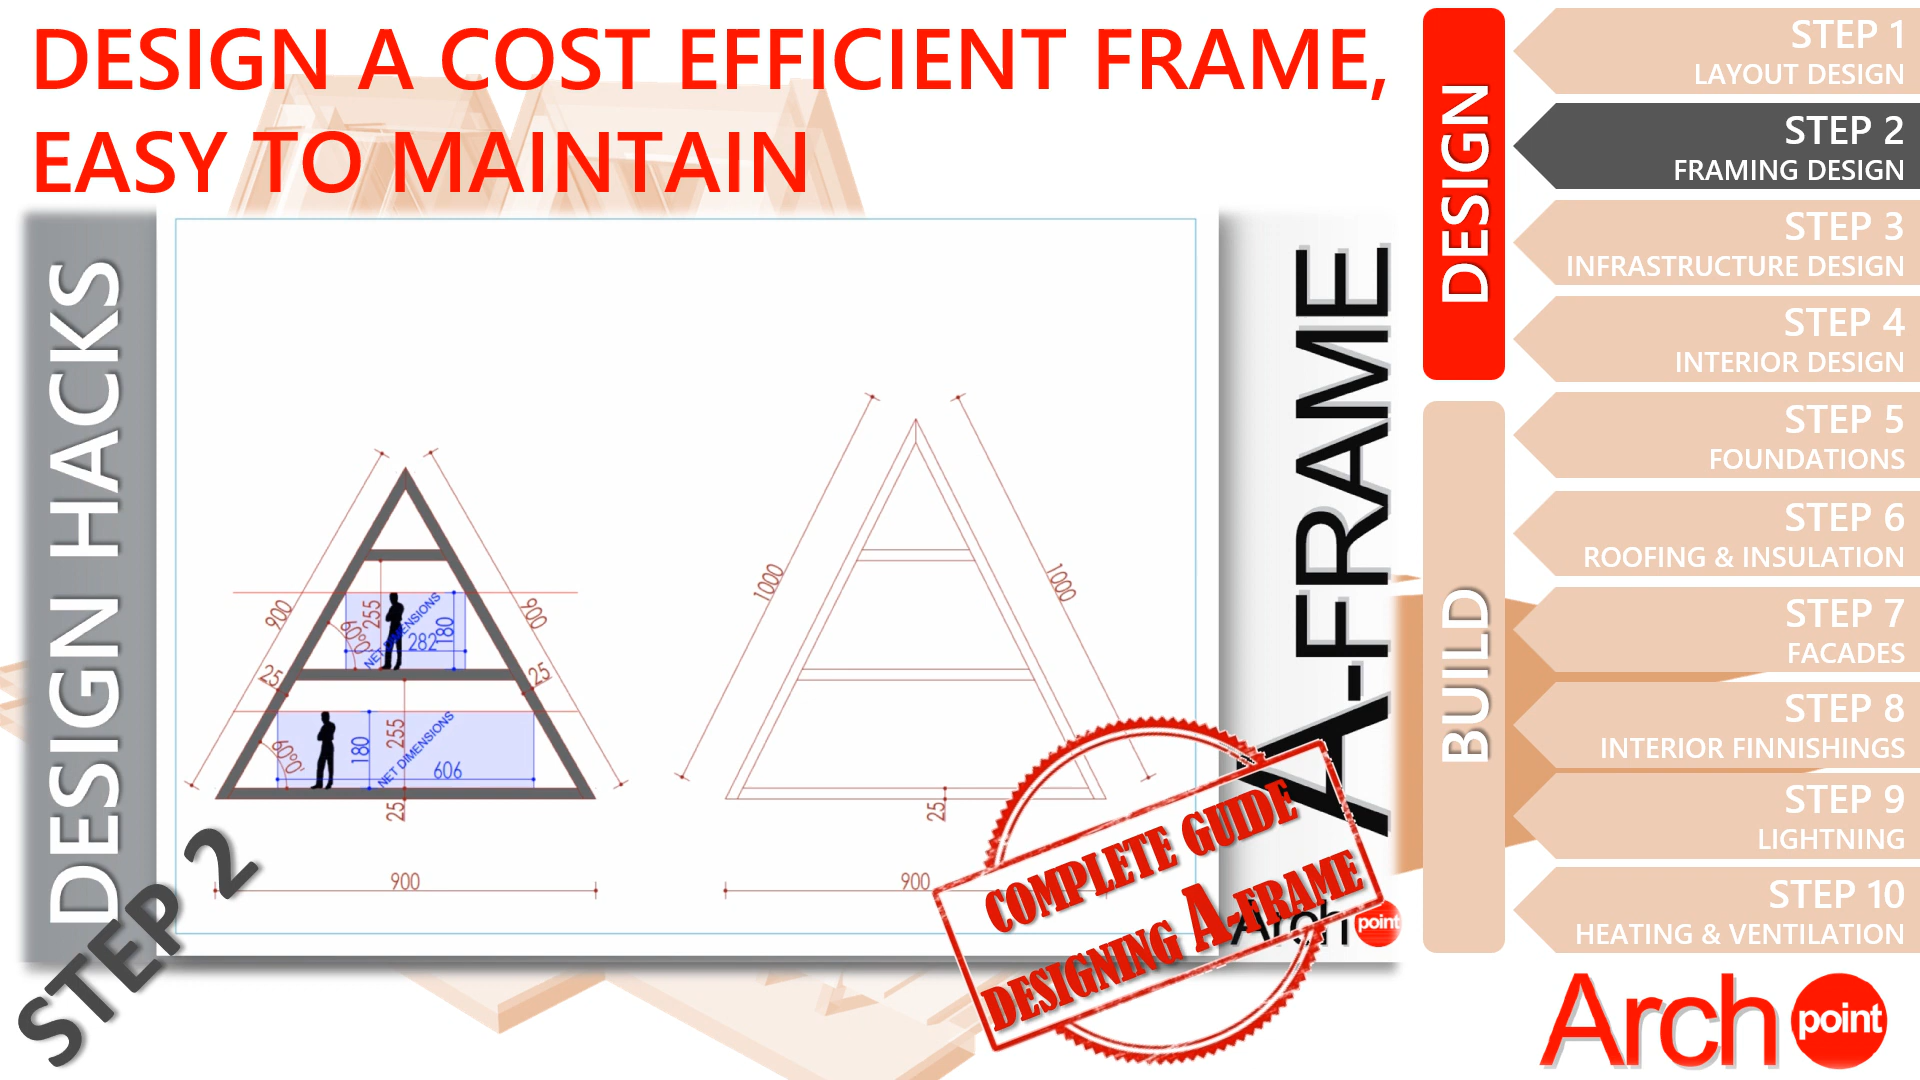 DESIGN A COST EFFICIENT FRAME,
EASY TO MAINTAIN
DESIGN HACKS
STEP 2
900
900
25
25
255
180
282
60°0'
NET DIMENSIONS
255
180
606
60°0'
NET DIMENSIONS
25
900
1000
1000
25
900
A-FRAME
Arch point
COMPLETE GUIDE
DESIGNING A-FRAME
DESIGN
BUILD
STEP 1
LAYOUT DESIGN
STEP 2
FRAMING DESIGN
STEP 3
INFRASTRUCTURE DESIGN
STEP 4
INTERIOR DESIGN
STEP 5
FOUNDATIONS
STEP 6
ROOFING & INSULATION
STEP 7
FACADES
STEP 8
INTERIOR FINNISHINGS
STEP 9
LIGHTNING
STEP 10
HEATING & VENTILATION
Arch point